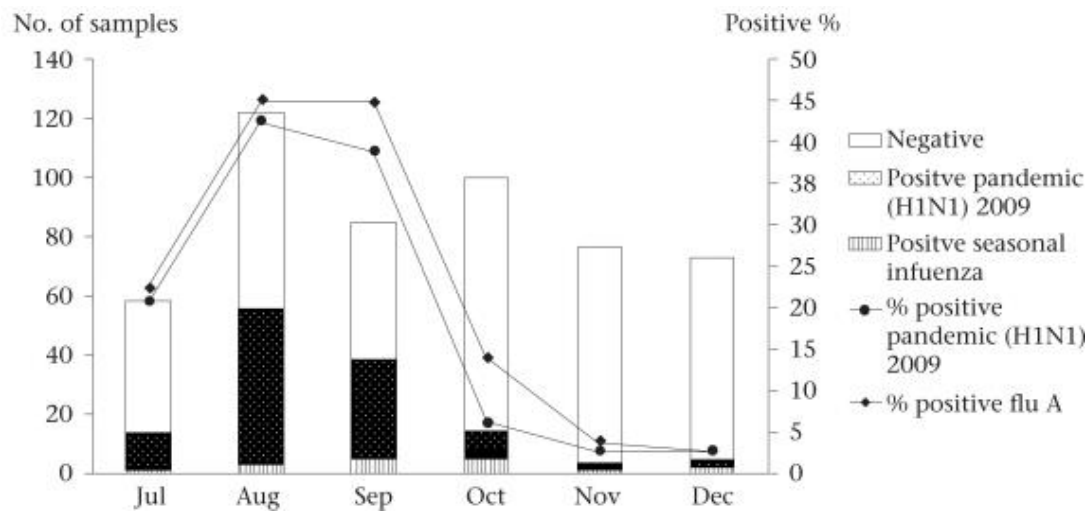 No. of samples
Positive %
140
120
100
80
60
40
20
0
50
45
40
38
30
25
20
15
10
5
0
Jul Aug Sep Oct Nov Dec
Negative
Positve pandemic
(H1N1) 2009
Positve seasonal
infuenza
% positive
pandemic (H1N1)
2009
% positive flu A